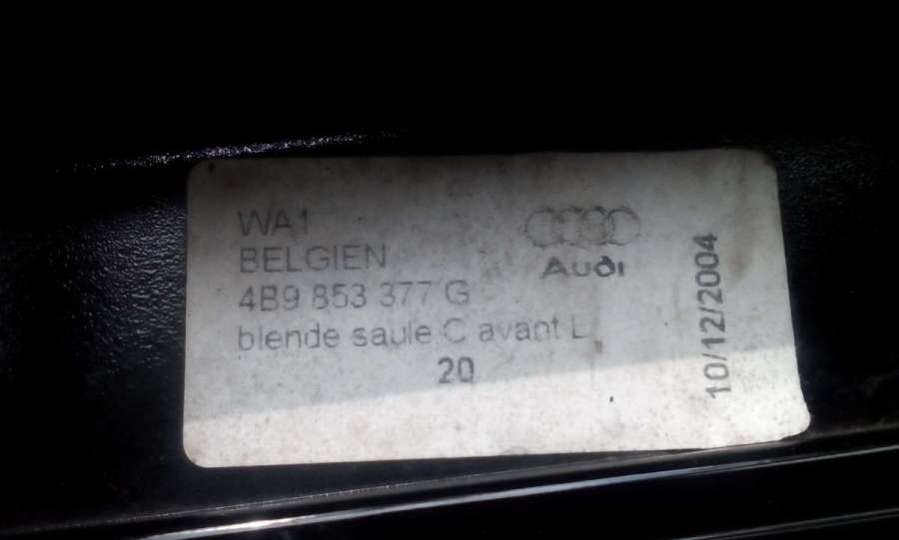 WA1
BELGIEN
4B9 853 377 G
blende saule C avant L
20
Audi
10/12/2004